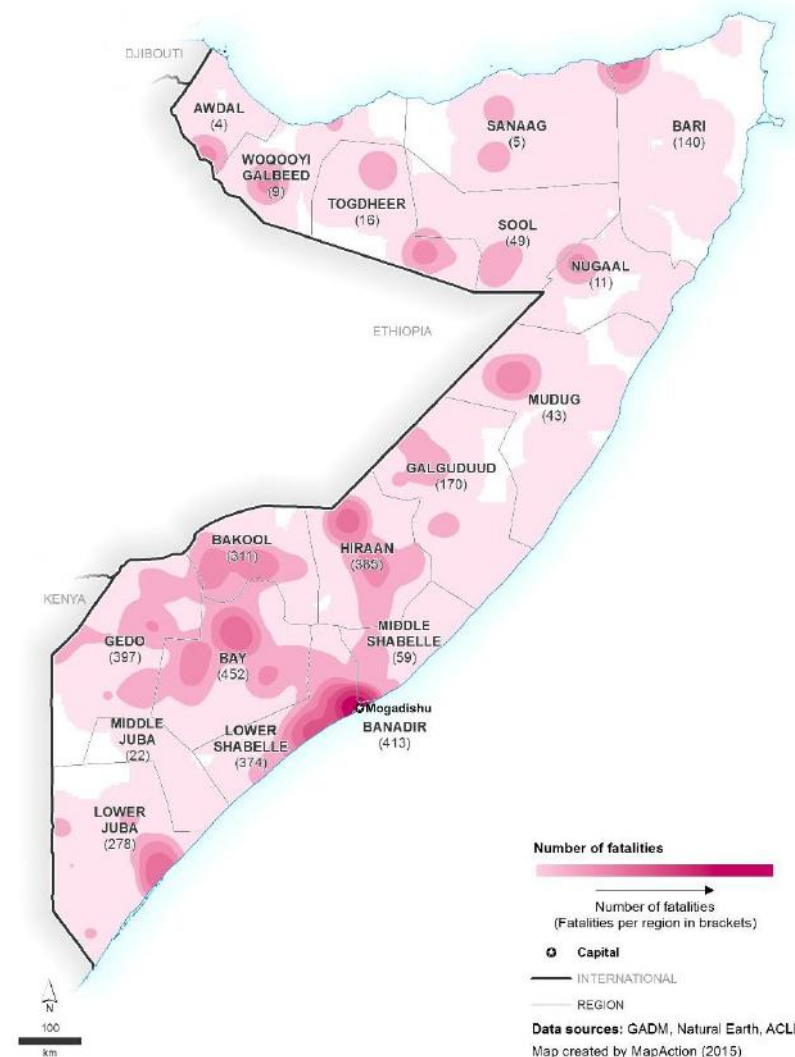 DJIBOUTI
AWDAL
(4)
WOQOOYI
GALBEED
(9)
TOGDHEER
(16)
SANAAG
(5)
BARI
(140)
SOOL
(49)
NUGAAL
(11)
ETHIOPIA
MUDUG
(43)
GALGUDUUD
(170)
BAKOOL
(311)
HIRAAN
(385)
KENYA
GEDO
(397)
BAY
(452)
MIDDLE
SHABELLE
(59)
Mogadishu
BANADIR
(413)
MIDDLE
JUBA
(22)
LOWER
SHABELLE
(374)
LOWER
JUBA
(278)
Number of fatalities
Number of fatalities
(Fatalities per region in brackets)
Capital
INTERNATIONAL
REGION
Data sources: GADM, Natural Earth, ACL
Map created by MapAction (2015)
N
100
km